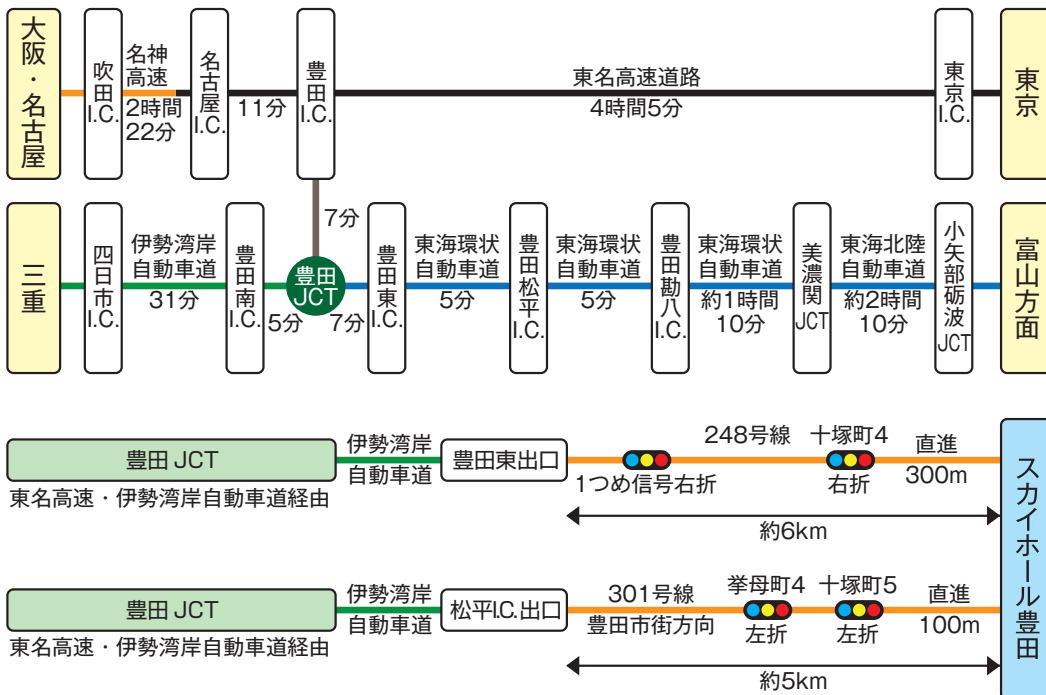 大阪・名古屋
吹田I.C.
名神
高速
2時間
22分
名古屋I.C.
11分
豊田I.C.
東名高速道路
4時間5分
東京I.C.
東京
7分
三重
四日市I.C.
伊勢湾岸
自動車道
31分
豊田南I.C.
5分
豊田
JCT
7分
豊田東I.C.
東海環状
自動車道
5分
豊田松平I.C.
東海環状
自動車道
5分
豊田勘八I.C.
東海環状
自動車道
約1時間
10分
美濃関JCT
東海北陸
自動車道
約2時間
10分
小矢部砺波JCT
富山方面
豊田 JCT
東名高速・伊勢湾岸自動車道経由
伊勢湾岸
自動車道
豊田東出口
1つめ信号右折
248号線
十塚町4
右折
直進
300m
約6km
豊田 JCT
東名高速・伊勢湾岸自動車道経由
伊勢湾岸
自動車道
松平I.C.出口
301号線
豊田市街方向
挙母町4
左折
十塚町5
左折
直進
100m
約5km
スカイホール豊田